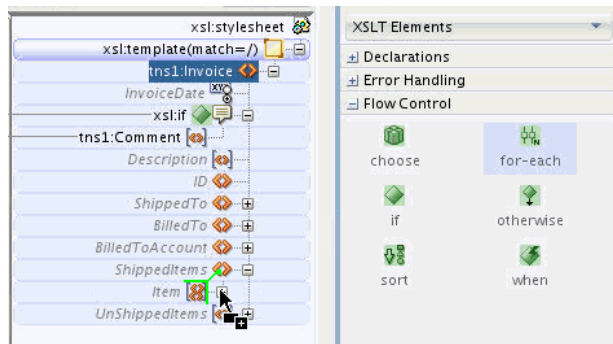 xsl:stylesheet
xsl:template(match=/)
tns1:Invoice
InvoiceDate
xsl:if
tns1:Comment
Description
ID
ShippedTo
BilledTo
BilledToAccount
ShippedItems
Item
UnShippedItems
XSLT Elements
Declarations
Error Handling
Flow Control
choose
for-each
if
otherwise
sort
when